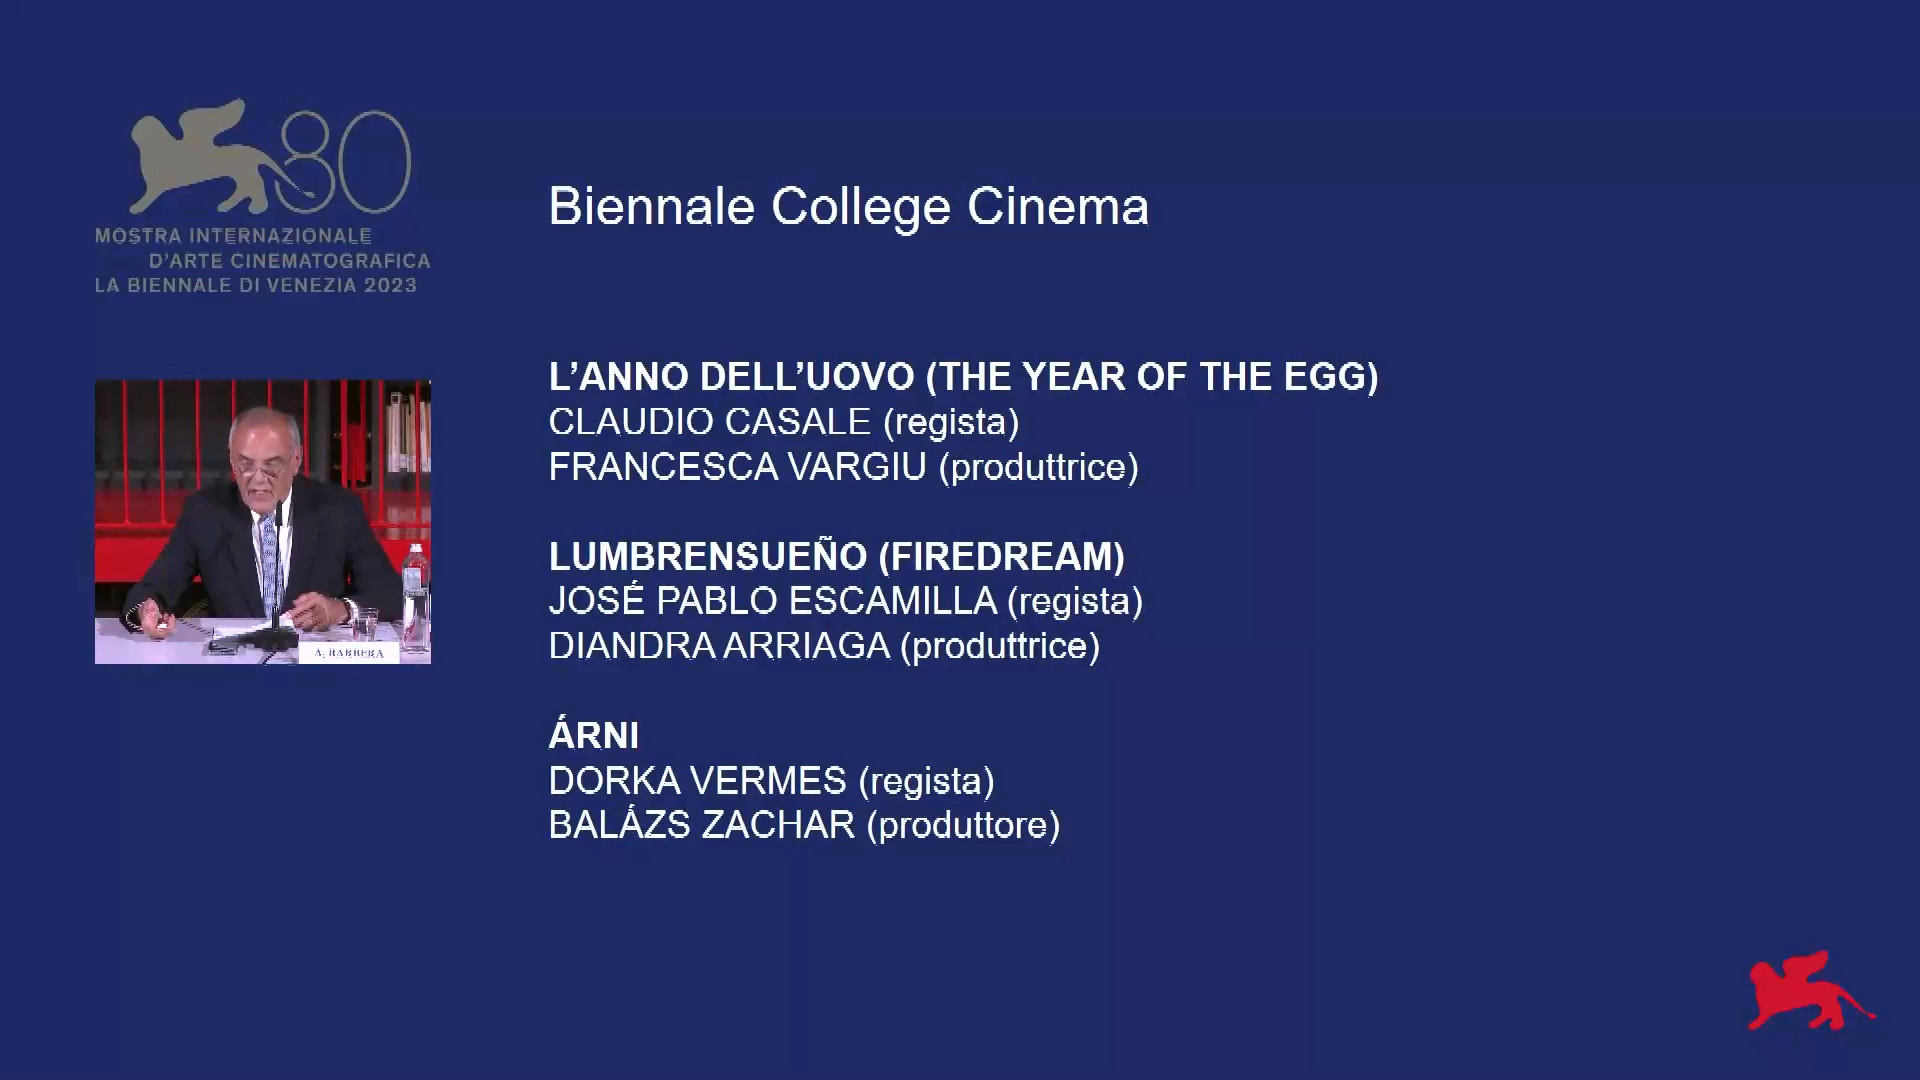 80
MOSTRA INTERNAZIONALE
D'ARTE CINEMATOGRAFICA
LA BIENNALE DI VENEZIA 2023
A. BARBERA
Biennale College Cinema
L'ANNO DELL'UOVO (THE YEAR OF THE EGG)
CLAUDIO CASALE (regista)
FRANCESCA VARGIU (produttrice)
LUMBRENSUEÑO (FIREDREAM)
JOSÉ PABLO ESCAMILLA (regista)
DIANDRA ARRIAGA (produttrice)
ÁRNI
DORKA VERMES (regista)
BALÁZS ZACHAR (produttore)